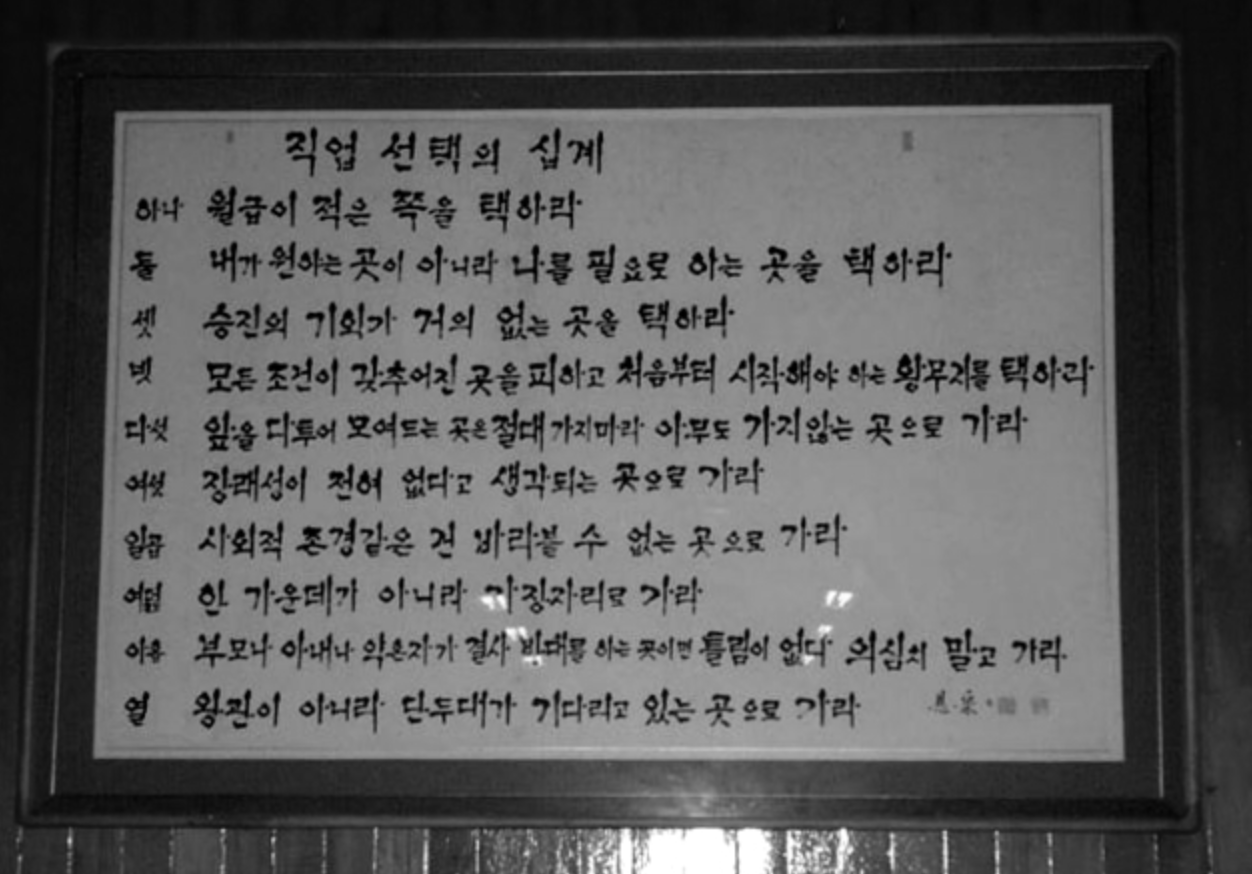 직업 선택의 십계
하나 월급이 적은 쪽을 택하라
둘 내가 원하는 곳이 아니라 나를 필요로 하는 곳을 택하라
셋 승진의 기회가 거의 없는 곳을 택하라
넷 모든 조건이 갖추어진 곳을 피하고 처음부터 시작해야 하는 황무지를 택하라
다섯 앞을 다투어 모여드는 곳은 절대 가지마라 아무도 가지않는 곳으로 가라
여섯 장래성이 전혀 없다고 생각되는 곳으로 가라
일곱 사회적 존경같은 건 바라볼 수 없는 곳으로 가라
여덟 한 가운데가 아니라 가장자리로 가라
아홉 부모나 아내나 약혼자가 결사 반대를 하는 곳이면 틀림이 없다 의심치 말고 가라
열 왕관이 아니라 단두대가 기다리고 있는 곳으로 가라